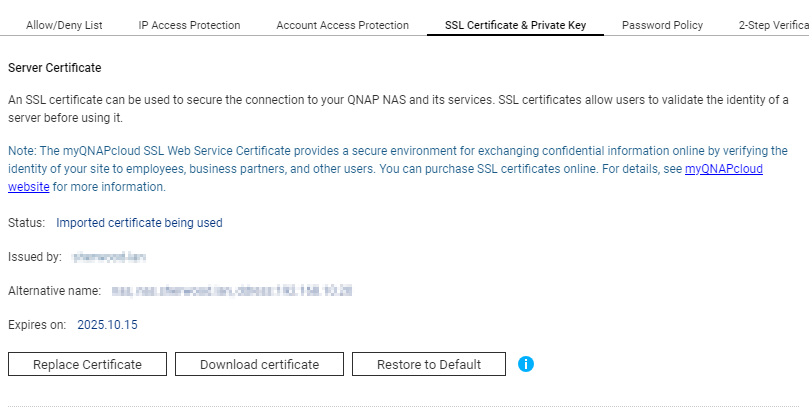 Allow/Deny List IP Access Protection Account Access Protection SSL Certificate & Private Key Password Policy 2-Step Verifica
Server Certificate
An SSL certificate can be used to secure the connection to your QNAP NAS and its services. SSL certificates allow users to validate the identity of a
server before using it.
Note: The myQNAPcloud SSL Web Service Certificate provides a secure environment for exchanging confidential information online by verifying the
identity of your site to employees, business partners, and other users. You can purchase SSL certificates online. For details, see myQNAPcloud
website for more information.
Status: Imported certificate being used
Issued by:
Alternative name:
Expires on: 2025.10.15
Replace Certificate Download certificate Restore to Default